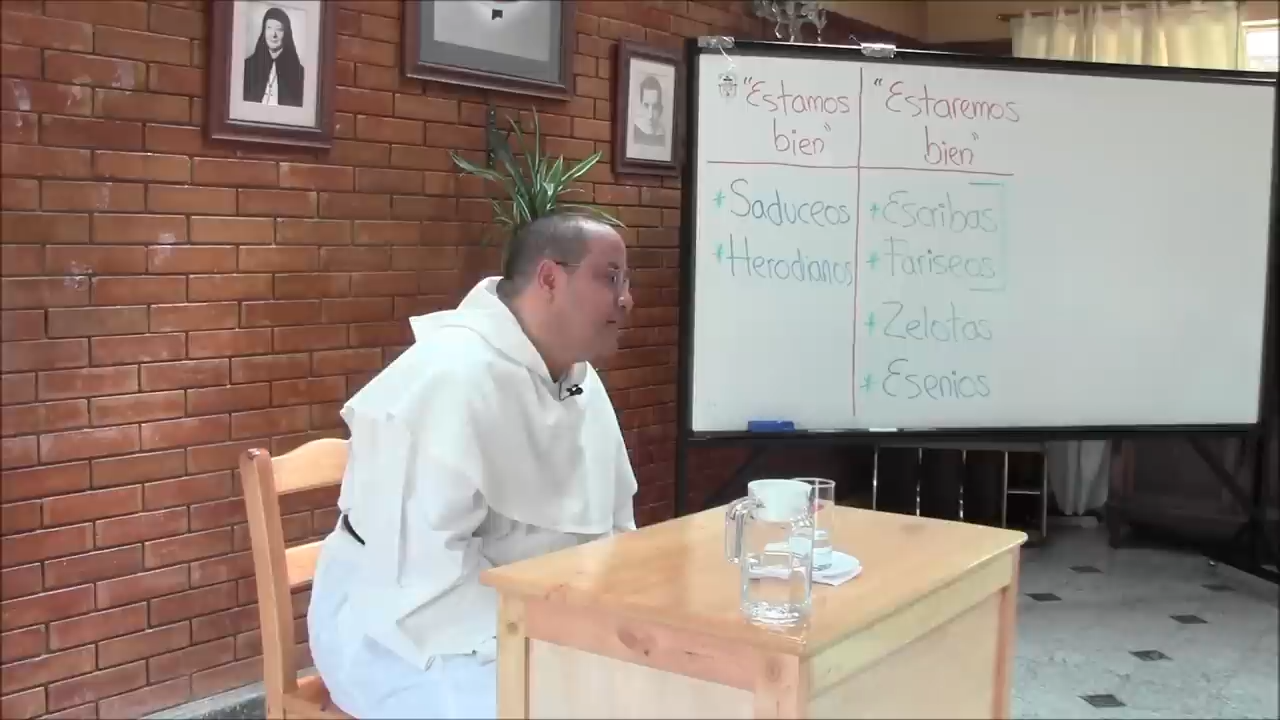 "Estamos
bien"
* Saduceos
* Herodianos
"Estaremos
bien"
* Escribas
* Fariseos
* Zelotas
* Esenios